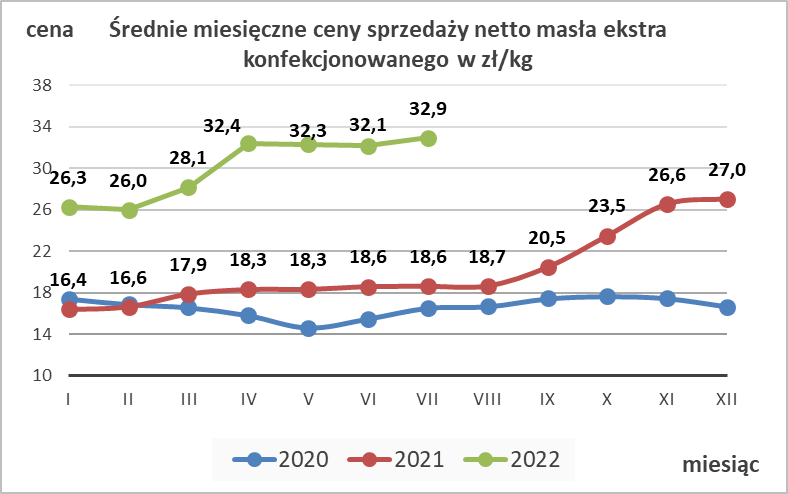 cena Średnie miesięczne ceny sprzedaży netto masła ekstra
konfekcjonowanego w zł/kg
38
34
30
26
22
18
14
10
26,3 26,0 28,1 32,4 32,3 32,1 32,9
16,4 16,6 17,9 18,3 18,3 18,6 18,6 18,7 20,5 23,5 26,6 27,0
I II III IV V VI VII VIII IX X XI XII
2020 2021 2022
miesiąc